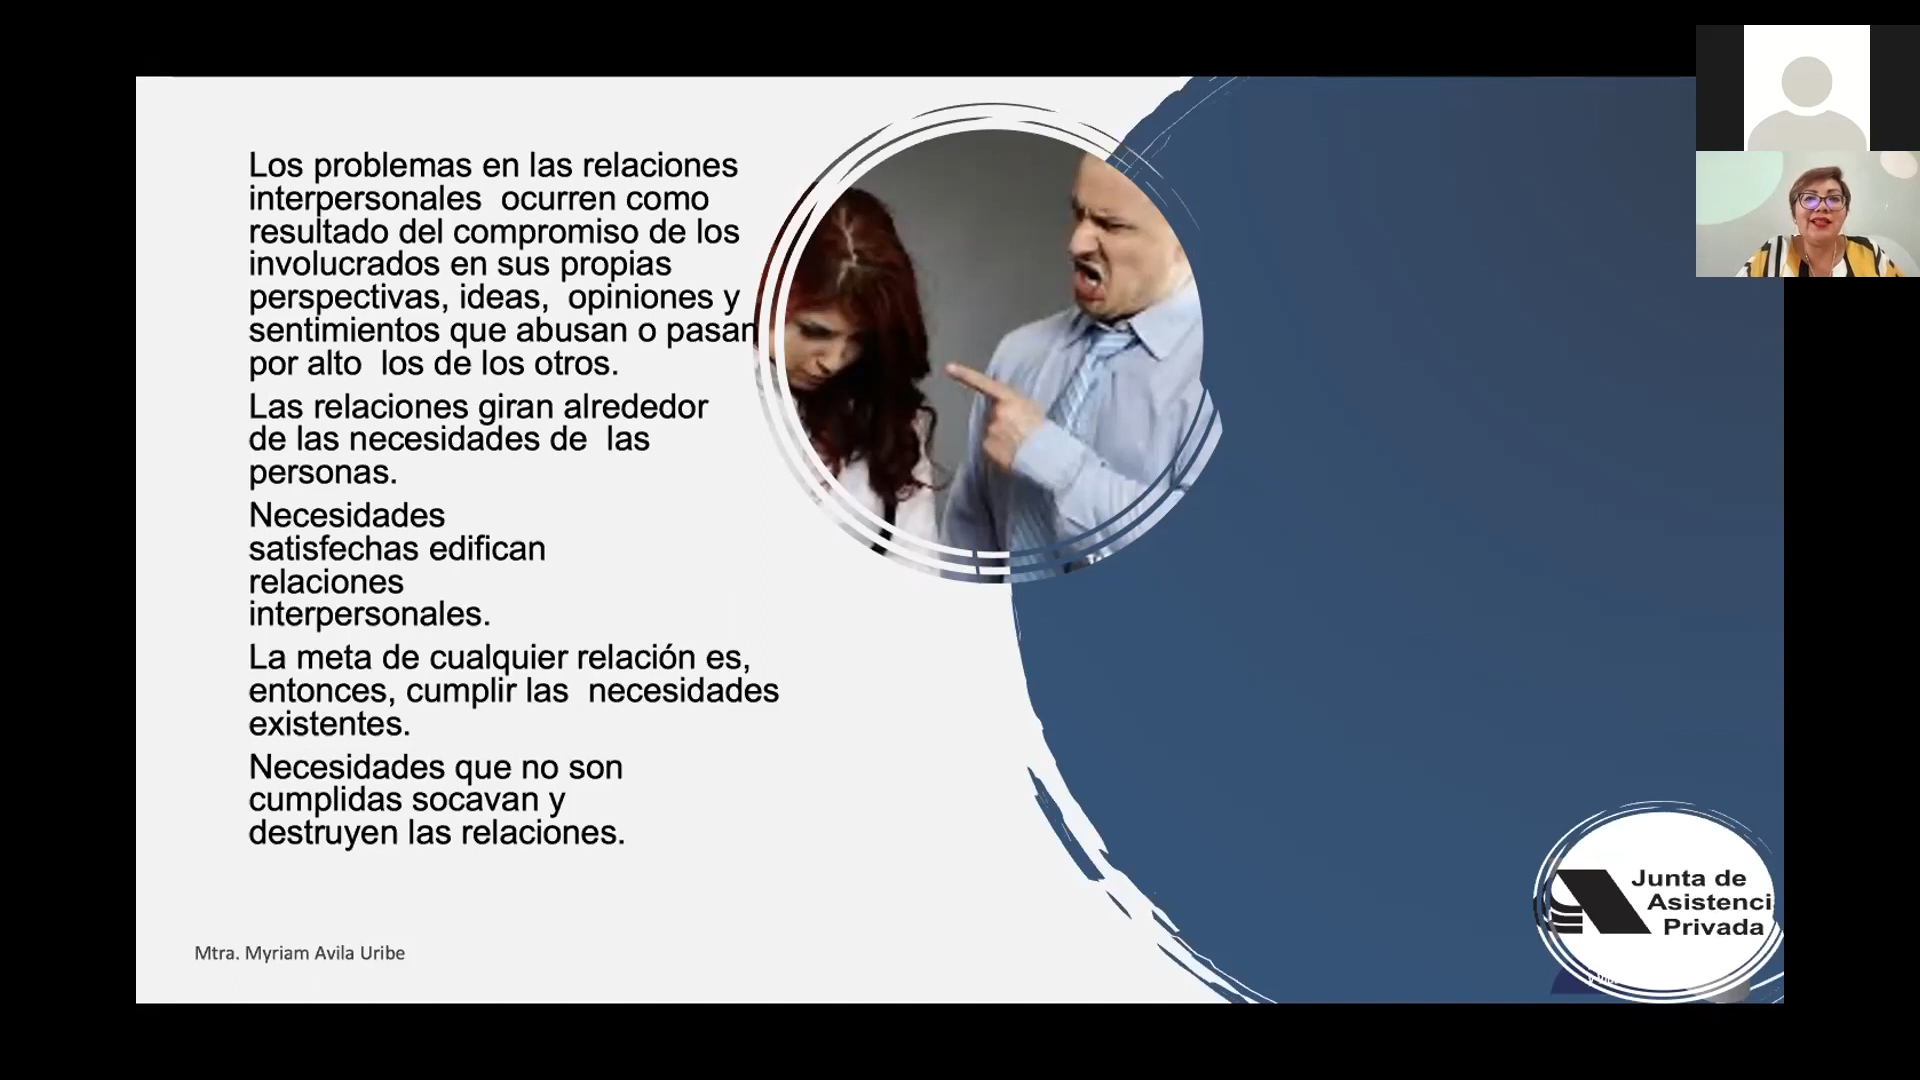 Los problemas en las relaciones
interpersonales ocurren como
resultado del compromiso de los
involucrados en sus propias
perspectivas, ideas, opiniones y
sentimientos que abusan o pasan
por alto los de los otros.
Las relaciones giran alrededor
de las necesidades de las
personas.
Necesidades
satisfechas edifican
relaciones
interpersonales.
La meta de cualquier relación es,
entonces, cumplir las necesidades
existentes.
Necesidades que no son
cumplidas socavan y
destruyen las relaciones.
Mtra. Myriam Avila Uribe
Junta de
Asistenci
Privada